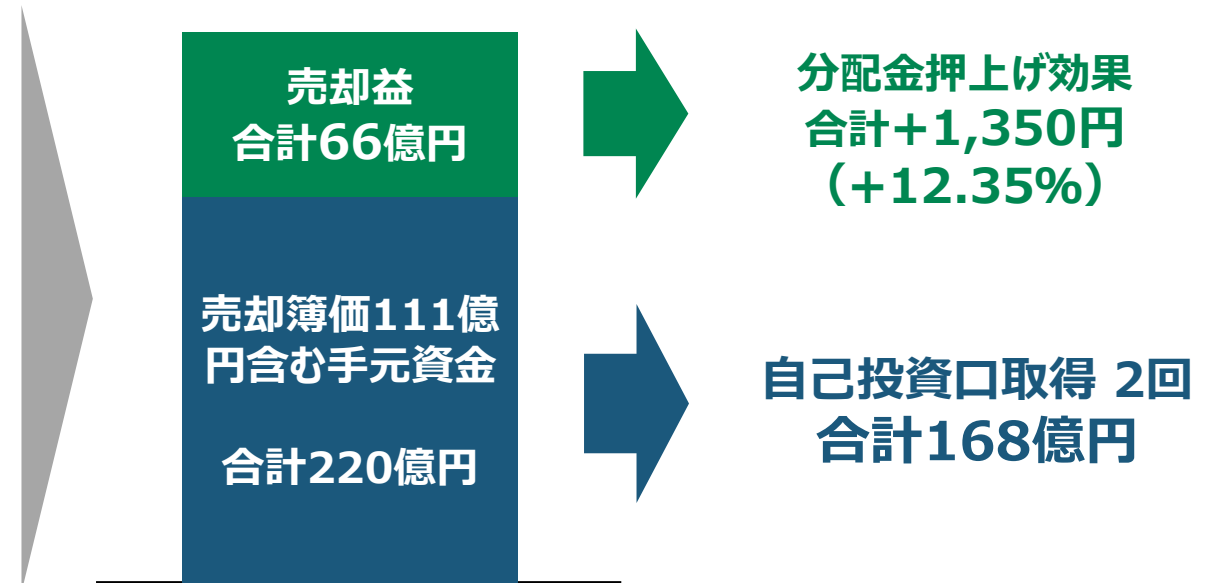 売却益
合計66億円
分配金押上げ効果
合計+1,350円
（+12.35%）
売却簿価111億
円含む手元資金
合計220億円
自己投資口取得 2回
合計168億円